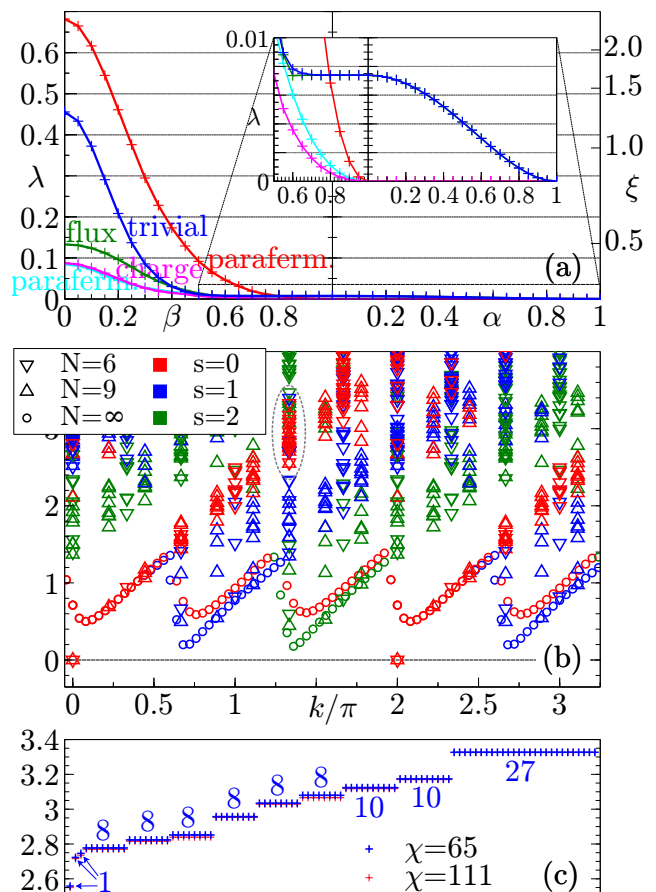 0.7
0.6
0.5
0.4
0.3
0.2
0.1
0
λ
0.01
λ
0
0.6
0.8
0.2
0.4
0.6
0.8
1
2.0
1.5
1.0
0.5
ξ
flux
trivial
charge
paraferm.
paraferm.
(a)
0
0.2
β
0.6
0.8
0.2
0.4
α
0.8
1
N=6
N=9
N=∞
s=0
s=1
s=2
3
2
1
0
(b)
0
0.5
1
k/π
2
2.5
3
3.4
3.2
3.0
2.8
2.6
1
8
8
8
8
8
8
10
10
27
χ=65
χ=111
(c)